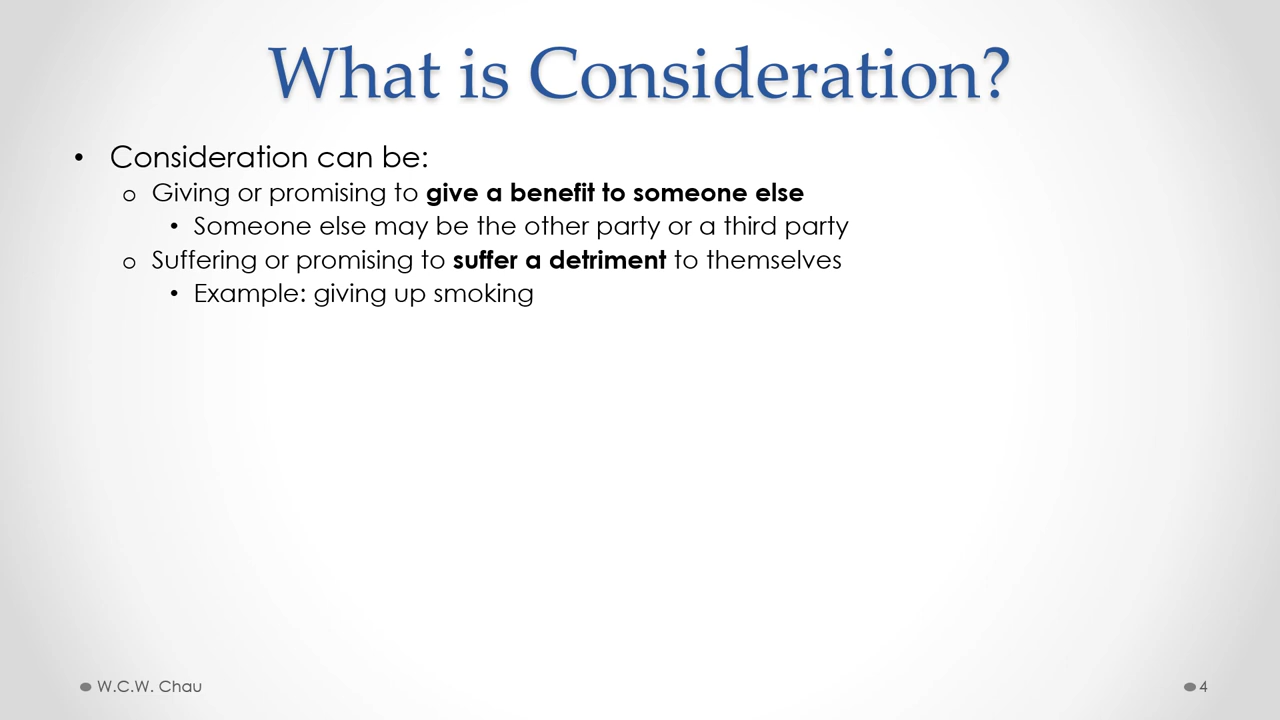 What is Consideration?
• Consideration can be:
o Giving or promising to give a benefit to someone else
• Someone else may be the other party or a third party
o Suffering or promising to suffer a detriment to themselves
• Example: giving up smoking
W.C.W. Chau
4